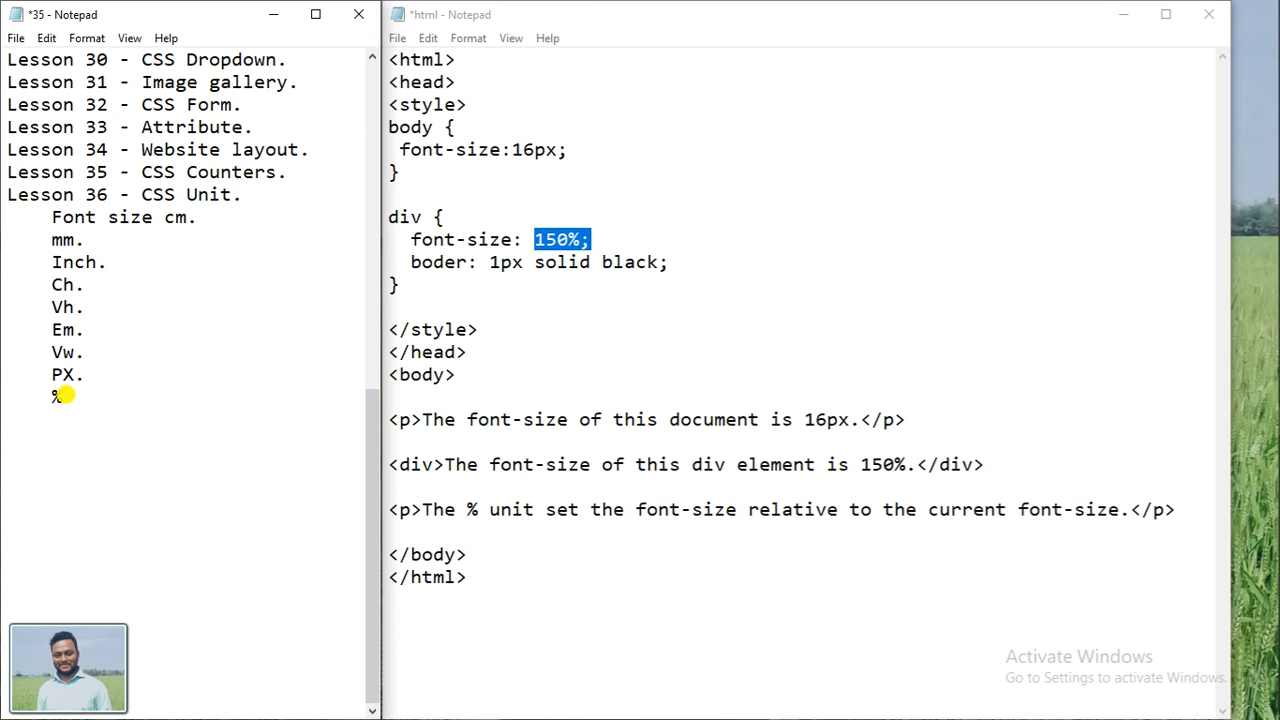 *35 - Notepad
File Edit Format View Help
Lesson 30 - CSS Dropdown.
Lesson 31 - Image gallery.
Lesson 32 - CSS Form.
Lesson 33 - Attribute.
Lesson 34 - Website layout.
Lesson 35 - CSS Counters.
Lesson 36 - CSS Unit.
Font size cm.
mm.
Inch.
Ch.
Vh.
Em.
Vw.
PX.
%
*html - Notepad
File Edit Format View Help
<html>
<head>
<style>
body {
font-size:16px;
}
div {
font-size: 150%;
boder: 1px solid black;
}
</style>
</head>
<body>
<p>The font-size of this document is 16px.</p>
<div>The font-size of this div element is 150%.</div>
<p>The % unit set the font-size relative to the current font-size.</p>
</body>
</html>
Activate Windows
Go to Settings to activate Windows.